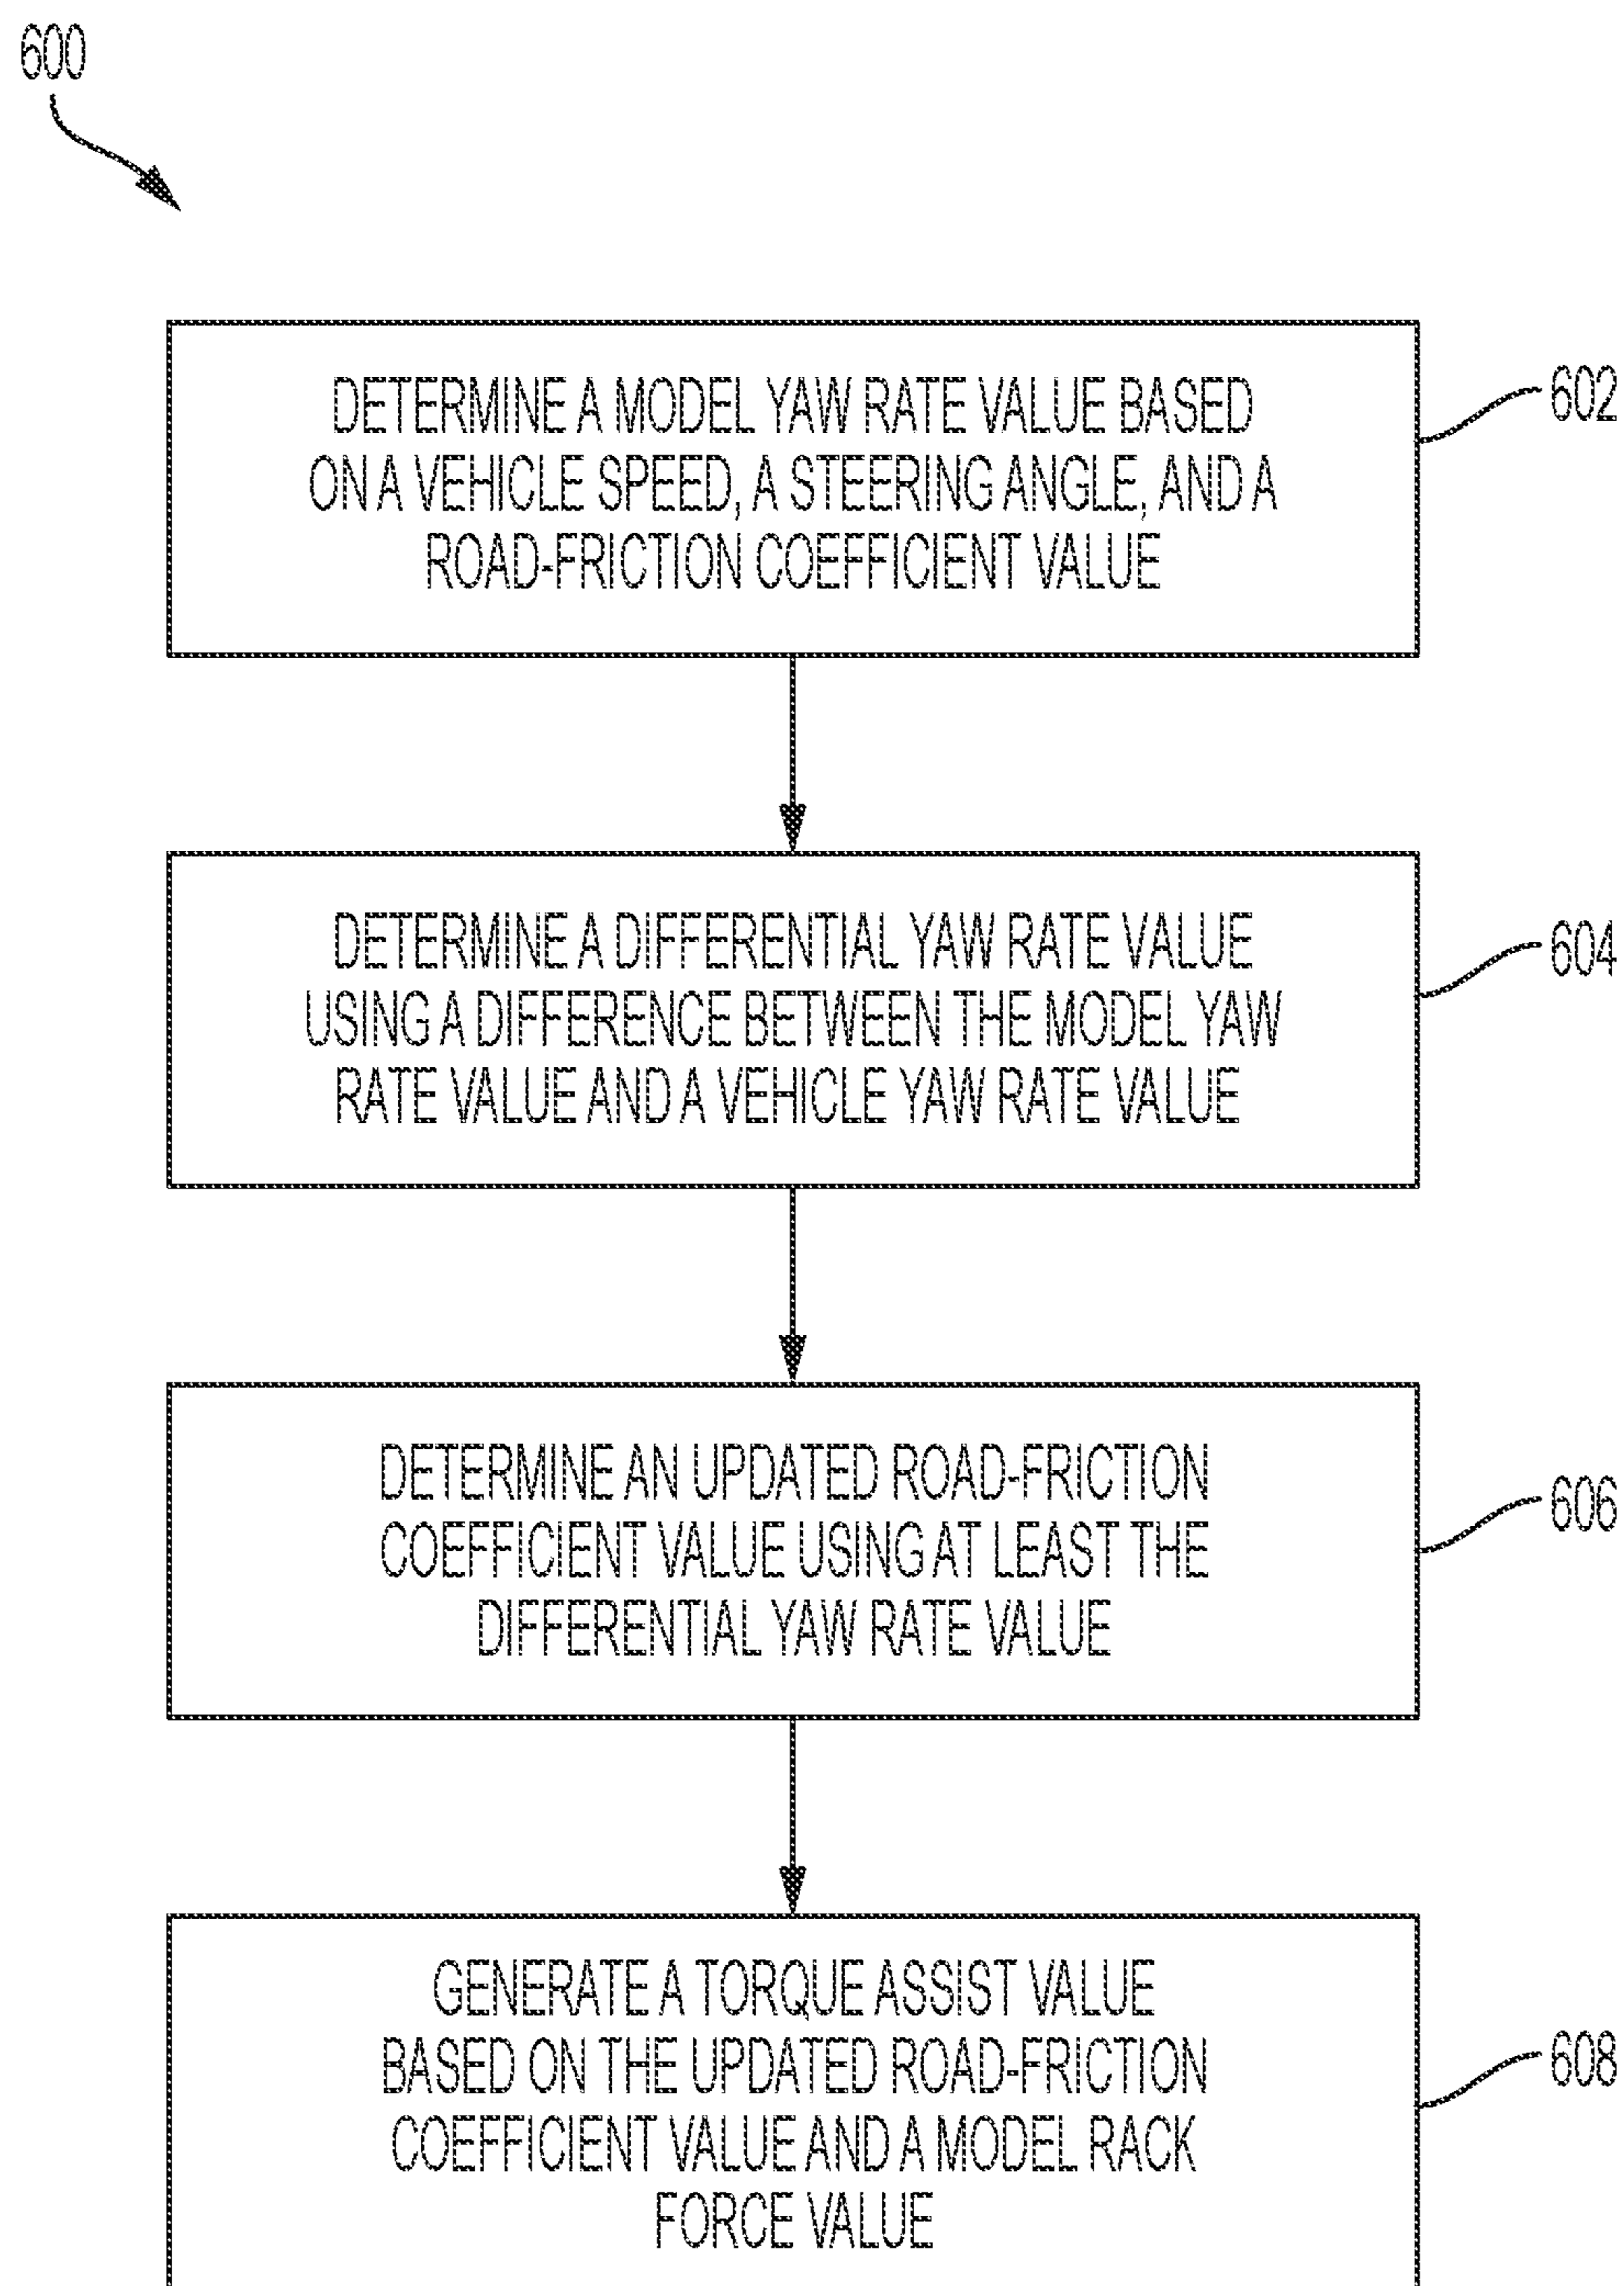 600
DETERMINE A MODEL YAW RATE VALUE BASED
ON A VEHICLE SPEED, A STEERING ANGLE, AND A
ROAD-FRICTION COEFFICIENT VALUE
602
DETERMINE A DIFFERENTIAL YAW RATE VALUE
USING A DIFFERENCE BETWEEN THE MODEL YAW
RATE VALUE AND A VEHICLE YAW RATE VALUE
604
DETERMINE AN UPDATED ROAD-FRICTION
COEFFICIENT VALUE USING AT LEAST THE
DIFFERENTIAL YAW RATE VALUE
606
GENERATE A TORQUE ASSIST VALUE
BASED ON THE UPDATED ROAD-FRICTION
COEFFICIENT VALUE AND A MODEL RACK
FORCE VALUE
608